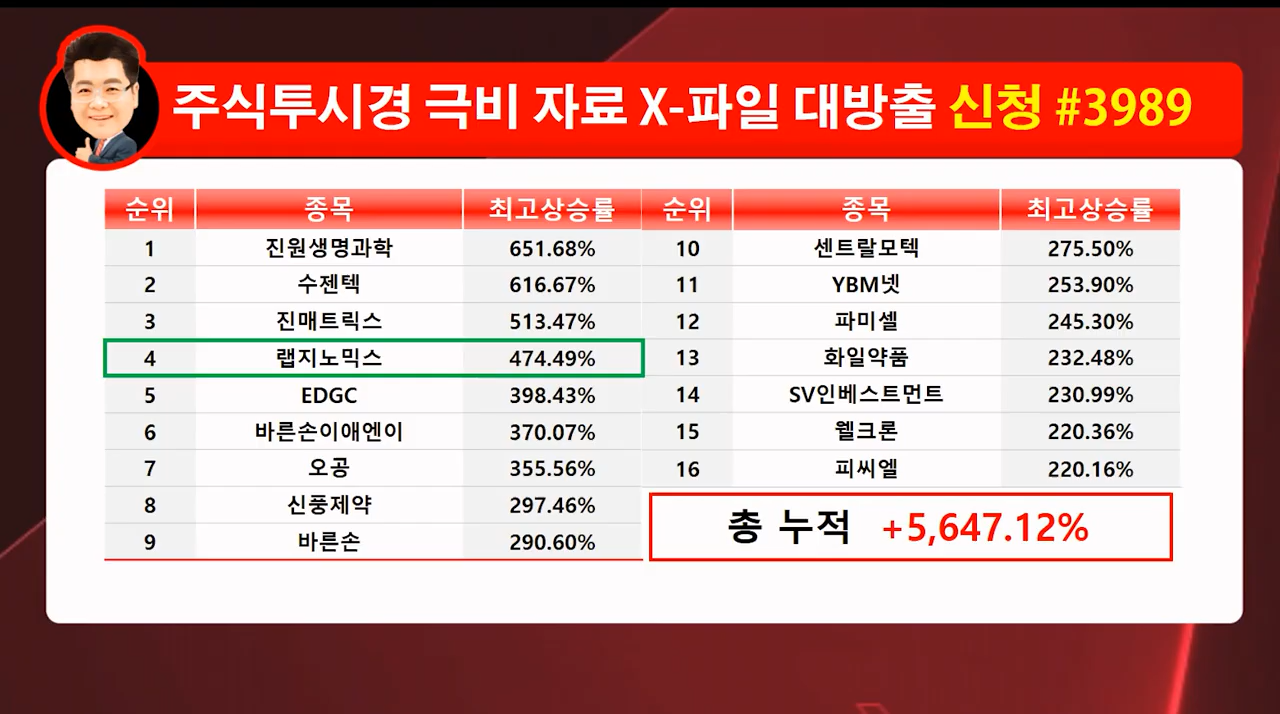 주식투시경 극비 자료 X-파일 대방출 신청 #3989
순위 종목 최고상승률 순위 종목 최고상승률
1 진원생명과학 651.68% 10 센트랄모텍 275.50%
2 수젠텍 616.67% 11 YBM넷 253.90%
3 진매트릭스 513.47% 12 파미셀 245.30%
4 랩지노믹스 474.49% 13 화일약품 232.48%
5 EDGC 398.43% 14 SV인베스트먼트 230.99%
6 바른손이애엔이 370.07% 15 웰크론 220.36%
7 오공 355.56% 16 피씨엘 220.16%
8 신풍제약 297.46%
총 누적 +5,647.12%
9 바른손 290.60%